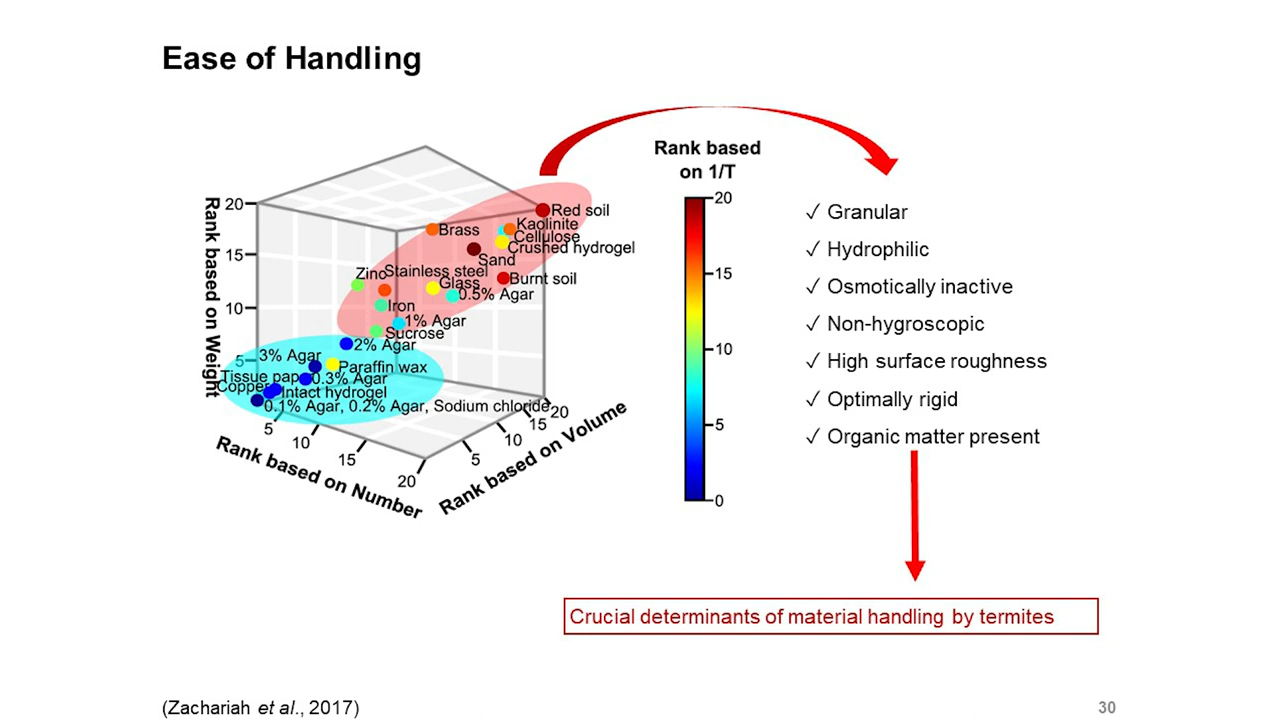 Ease of Handling
Rank based
on 1/T
Rank based on Weight
20
15
10
5
Red soil
Kaolinite
Brass
Cellulose
Crushed hydrogel
Sand
Zinc
Stainless steel
Glass
Burnt soil
0.5% Agar
Iron
1% Agar
Sucrose
2% Agar
3% Agar
Paraffin wax
Tissue pap
0.3% Agar
Copper
Intact hydrogel
0.1% Agar, 0.2% Agar, Sodium chloride
5
10
15
20
Rank based on Number
5
10
15
20
Rank based on Volume
20
15
10
5
0
✓ Granular
✓ Hydrophilic
✓ Osmotically inactive
✓ Non-hygroscopic
✓ High surface roughness
✓ Optimally rigid
✓ Organic matter present
Crucial determinants of material handling by termites
(Zachariah et al., 2017)
30